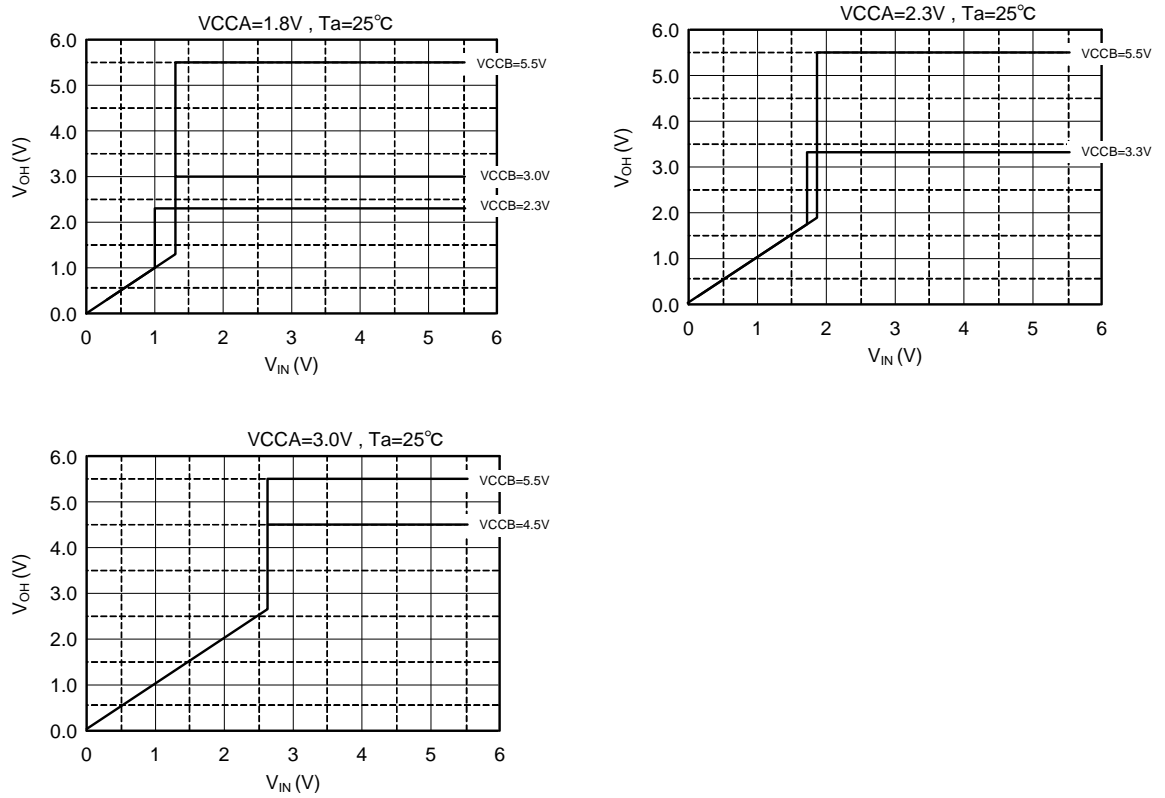 VCCA=1.8V , Ta=25℃
6.0
5.0
4.0
3.0
2.0
1.0
0.0
VOH (V)
VCCB=5.5V
VCCB=3.0V
VCCB=2.3V
0 1 2 3 4 5 6
VIN (V)
VCCA=2.3V , Ta=25℃
6.0
5.0
4.0
3.0
2.0
1.0
0.0
VOH (V)
VCCB=5.5V
VCCB=3.3V
0 1 2 3 4 5 6
VIN (V)
VCCA=3.0V , Ta=25℃
6.0
5.0
4.0
3.0
2.0
1.0
0.0
VOH (V)
VCCB=5.5V
VCCB=4.5V
0 1 2 3 4 5 6
VIN (V)